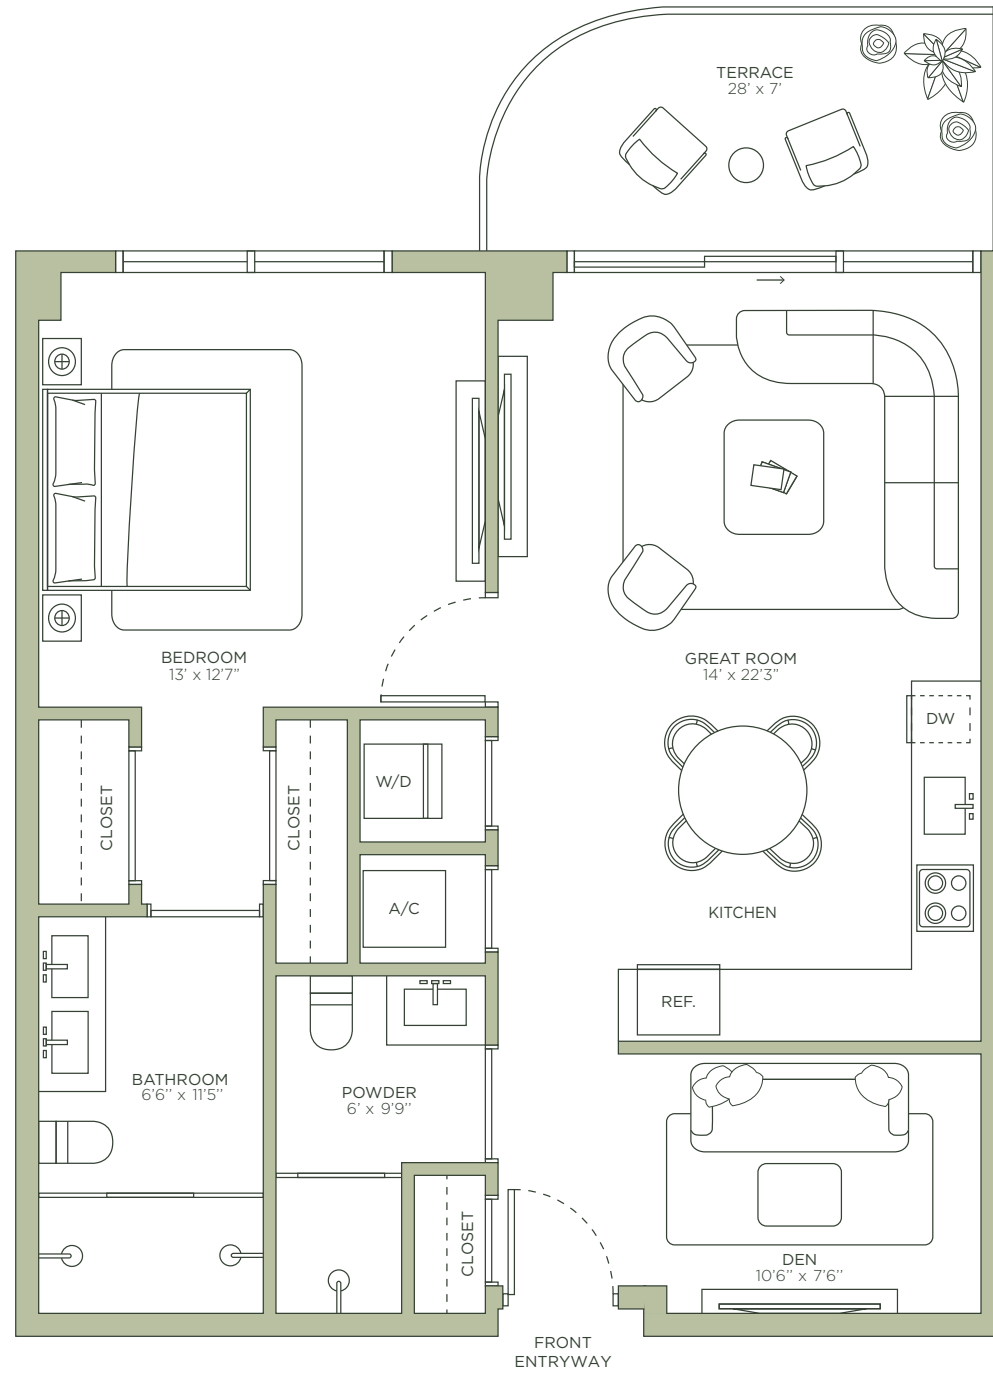 TERRACE
28' x 7'
BEDROOM
13' x 12'7"
GREAT ROOM
14' x 22'3"
DW
CLOSET
CLOSET
W/D
A/C
KITCHEN
REF.
BATHROOM
6'6" x 11'5"
POWDER
6' x 9'9"
CLOSET
DEN
10'6" x 7'6"
FRONT
ENTRYWAY